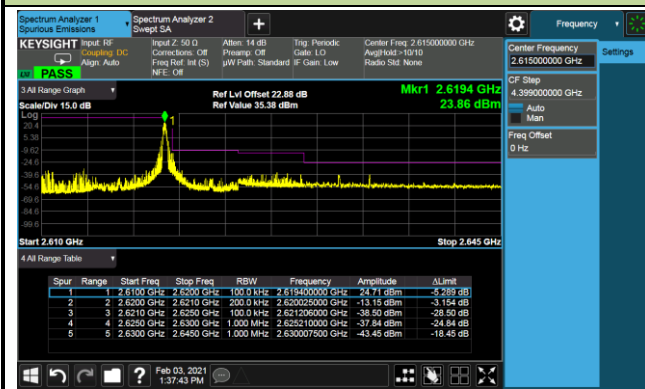 Spectrum Analyzer 1
Spurious Emissions
Spectrum Analyzer 2
Swept SA
Frequency
KEYSIGHT
Input: RF
Coupling: DC
Align: Auto
Input Z: 50 Ω
Corrections: Off
Freq Ref: Int (S)
NFE: Off
Atten: 14 dB
Preamp: Off
µW Path: Standard
Trig: Periodic
Gate: LO
IF Gain: Low
Center Freq: 2.615000000 GHz
Avg|Hold:>10/10
Radio Std: None
PASS
Center Frequency
2.615000000 GHz
Settings
CF Step
4.399000000 GHz
Auto
Man
Freq Offset
0 Hz
3 All Range Graph
Scale/Div 15.0 dB
Ref Lvl Offset 22.88 dB
Ref Value 35.38 dBm
Mkr1 2.6194 GHz
23.86 dBm
Log
20.4
5.38
-9.62
-24.6
-39.6
-54.6
-69.6
-84.6
-99.6
1
Start 2.610 GHz
Stop 2.645 GHz
4 All Range Table
Spur Range Start Freq Stop Freq RBW Frequency Amplitude ΔLimit
1 1 2.6100 GHz 2.6200 GHz 100.0 kHz 2.619400000 GHz 24.71 dBm -5.289 dB
2 2 2.6200 GHz 2.6210 GHz 200.0 kHz 2.620025000 GHz -13.15 dBm -3.154 dB
3 3 2.6210 GHz 2.6250 GHz 100.0 kHz 2.621206000 GHz -38.50 dBm -28.50 dB
4 4 2.6250 GHz 2.6300 GHz 1.000 MHz 2.625210000 GHz -37.84 dBm -24.84 dB
5 5 2.6300 GHz 2.6450 GHz 1.000 MHz 2.630007500 GHz -43.45 dBm -18.45 dB
Feb 03, 2021
1:37:43 PM